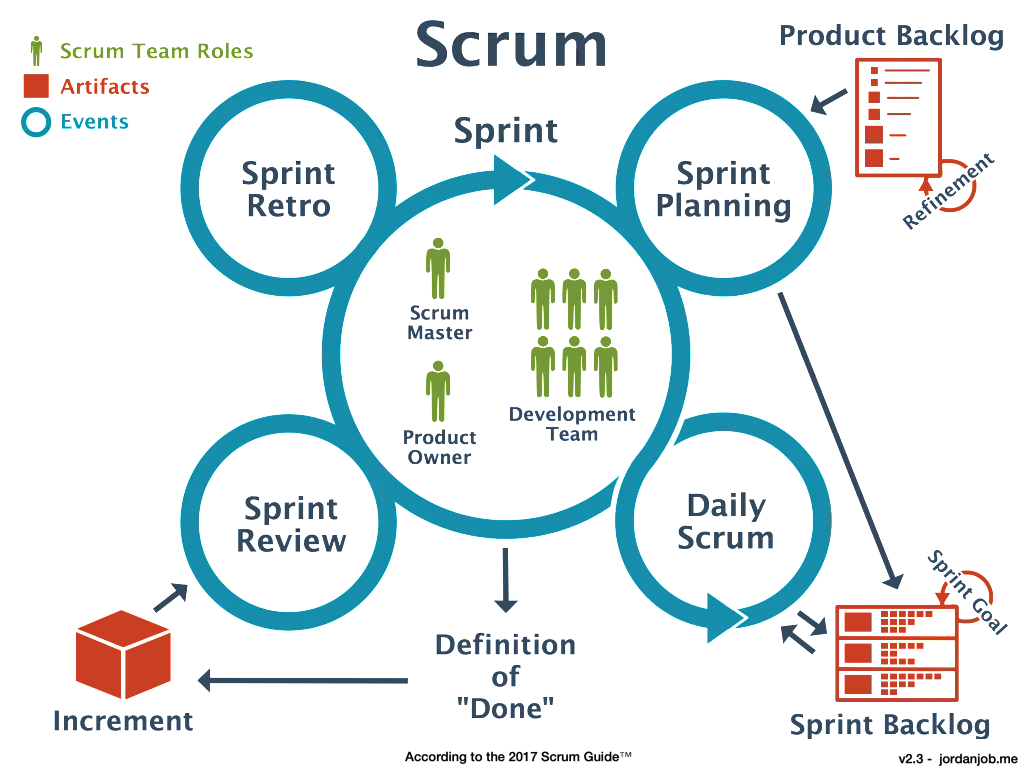 Scrum
Scrum Team Roles
Artifacts
Events
Product Backlog
Refinement
Sprint
Sprint
Retro
Sprint
Planning
Scrum
Master
Product
Owner
Development
Team
Sprint
Review
Daily
Scrum
Sprint Goal
Definition
of
"Done"
Increment
Sprint Backlog
According to the 2017 Scrum Guide™
v2.3 - jordanjob.me